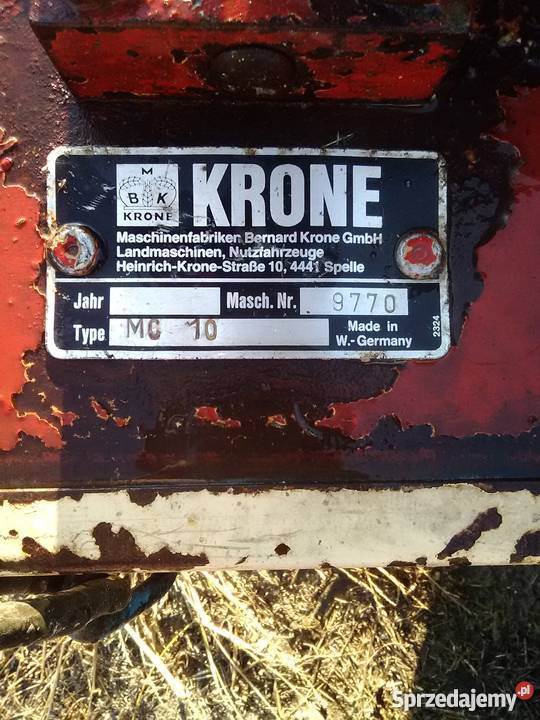 M
B K
KRONE
KRONE
Maschinenfabriken Bernard Krone GmbH
Landmaschinen, Nutzfahrzeuge
Heinrich-Krone-Straße 10, 4441 Spelle
Jahr Masch. Nr. 9770
Type MC 10 Made in
W.-Germany
2324
Sprzedajemy.pl